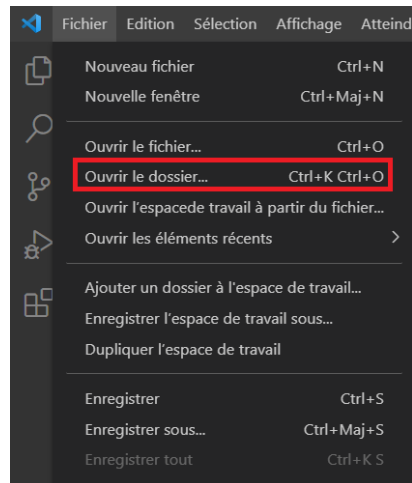 Fichier Edition Sélection Affichage Atteind
Nouveau fichier Ctrl+N
Nouvelle fenêtre Ctrl+Maj+N
Ouvrir le fichier... Ctrl+O
Ouvrir le dossier... Ctrl+K Ctrl+O
Ouvrir l'espacede travail à partir du fichier...
Ouvrir les éléments récents
Ajouter un dossier à l'espace de travail...
Enregistrer l'espace de travail sous...
Dupliquer l'espace de travail
Enregistrer Ctrl+S
Enregistrer sous... Ctrl+Maj+S
Enregistrer tout Ctrl+K S